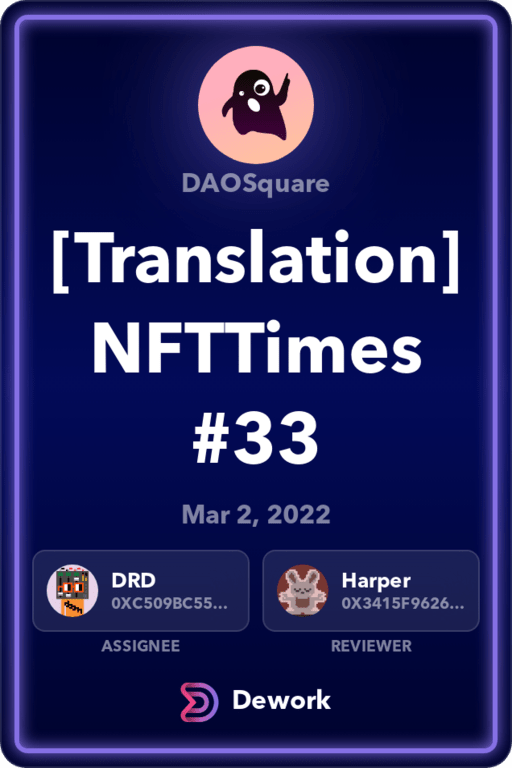 DAOSquare
[Translation]
NFTTimes
#33
Mar 2, 2022
DRD
0XC509BC55...
ASSIGNEE
Harper
0X3415F9626...
REVIEWER
Dework